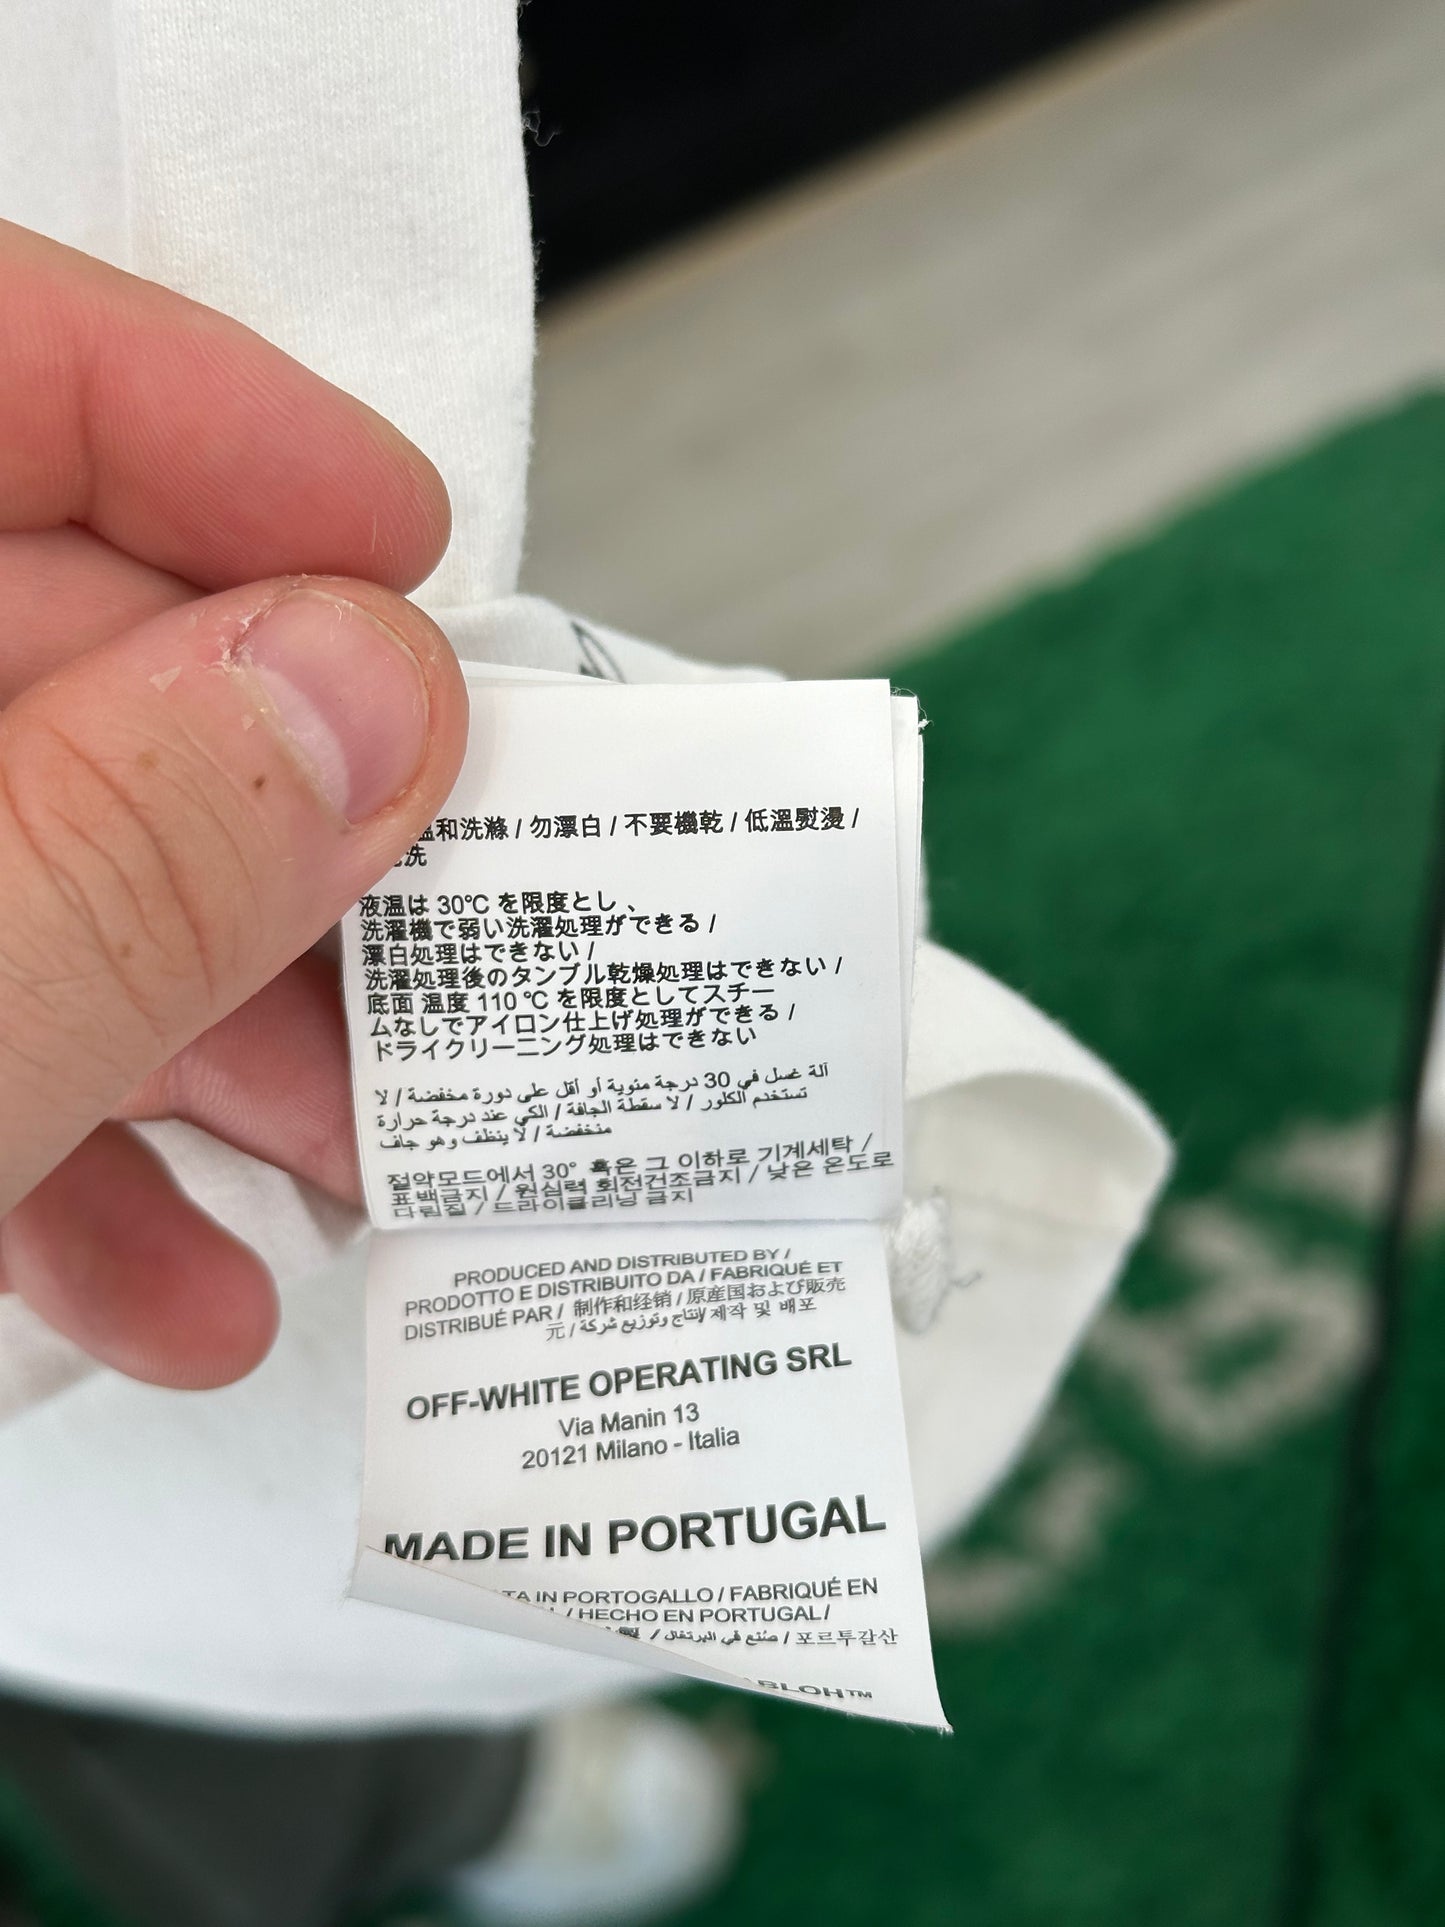 温和洗滌 / 勿漂白 / 不要機乾 / 低溫熨燙 /
洗
液温は 30℃ を限度とし 、
洗濯機で弱い洗濯処理ができる /
漂白処理はできない /
洗濯処理後のタンブル乾燥処理はできない /
底面 温度 110 ℃ を限度としてスチー
ムなしでアイロン仕上げ処理ができる /
ドライクリーニング処理はできない
آلة غسل في 30 درجة مئوية أو أقل على دورة مخفضة / لا
تستخدم الكلور / لا سقطة الجافة / الكي عند درجة حرارة
منخفضة / لا ينظف وهو جاف
절약모드에서 30° 혹은 그 이하로 기계세탁 /
표백금지 / 원심력 회전건조금지 / 낮은 온도로
다림질 / 드라이클리닝 금지
PRODUCED AND DISTRIBUTED BY /
PRODOTTO E DISTRIBUITO DA / FABRIQUÉ ET
DISTRIBUÉ PAR / 制作和经销 / 原産国および販売
元 / إنتاج وتوزيع شركة / 제작 및 배포
OFF-WHITE OPERATING SRL
Via Manin 13
20121 Milano - Italia
MADE IN PORTUGAL
IN PORTOGALLO / FABRIQUÉ EN
/ HECHO EN PORTUGAL /
製 / صُنع في البرتغال / 포르투갈산
BLOH™